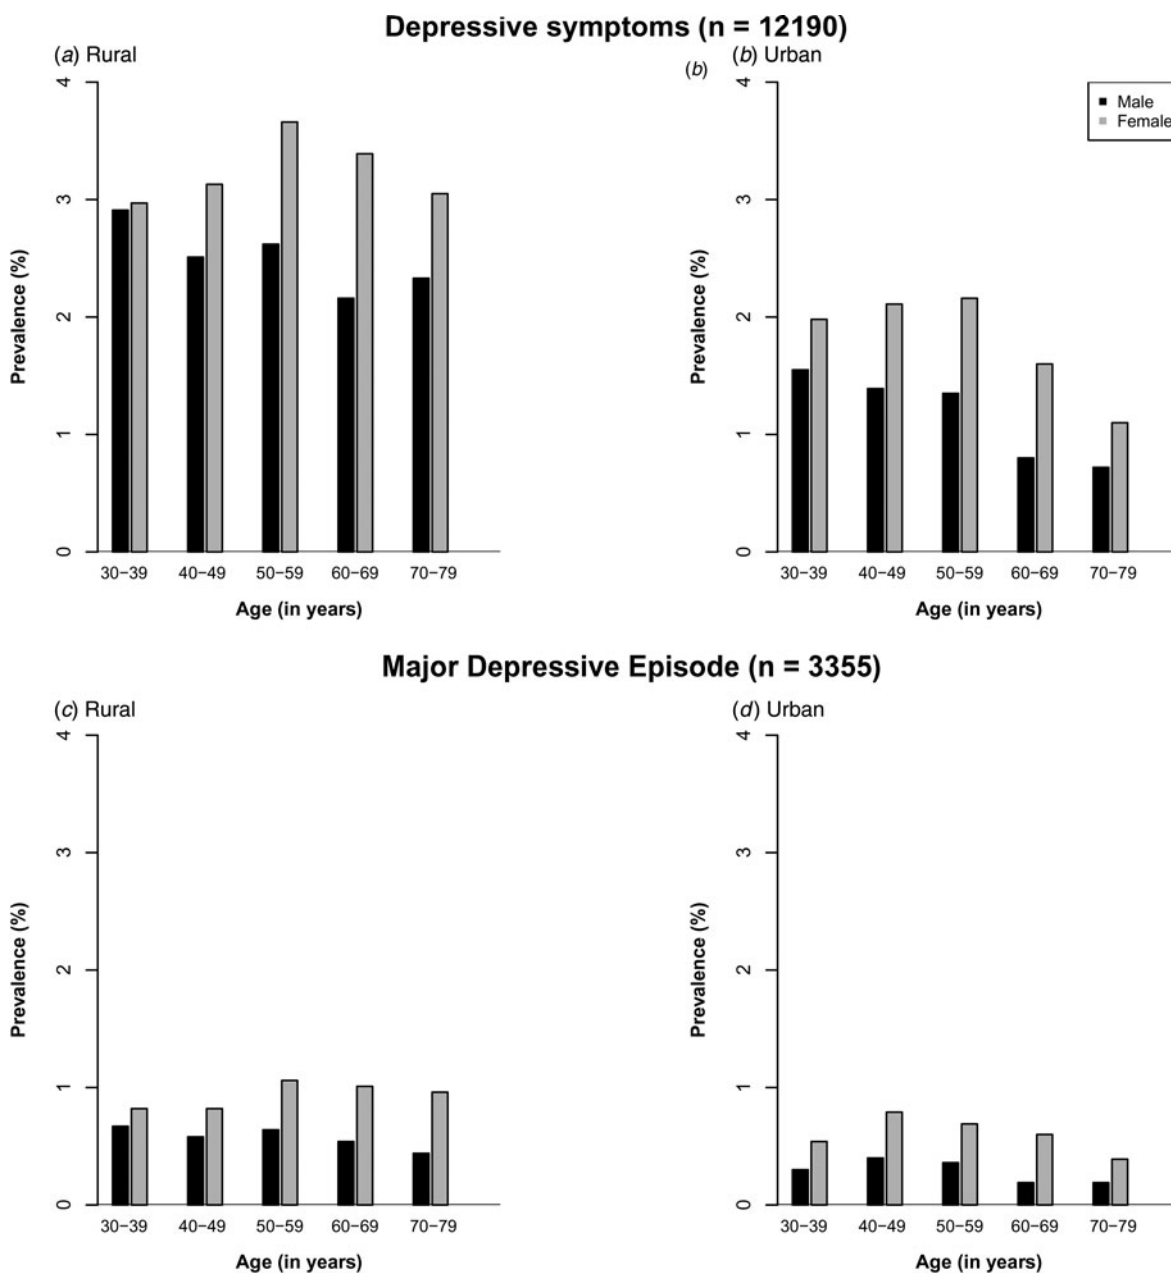 Depressive symptoms (n = 12190)
(a) Rural
(b)
(b) Urban
Male
Female
Prevalence (%)
4
3
2
1
0
30–39 40–49 50–59 60–69 70–79
Age (in years)
Prevalence (%)
4
3
2
1
0
30–39 40–49 50–59 60–69 70–79
Age (in years)
Major Depressive Episode (n = 3355)
(c) Rural
(d) Urban
Prevalence (%)
4
3
2
1
0
30–39 40–49 50–59 60–69 70–79
Age (in years)
Prevalence (%)
4
3
2
1
0
30–39 40–49 50–59 60–69 70–79
Age (in years)